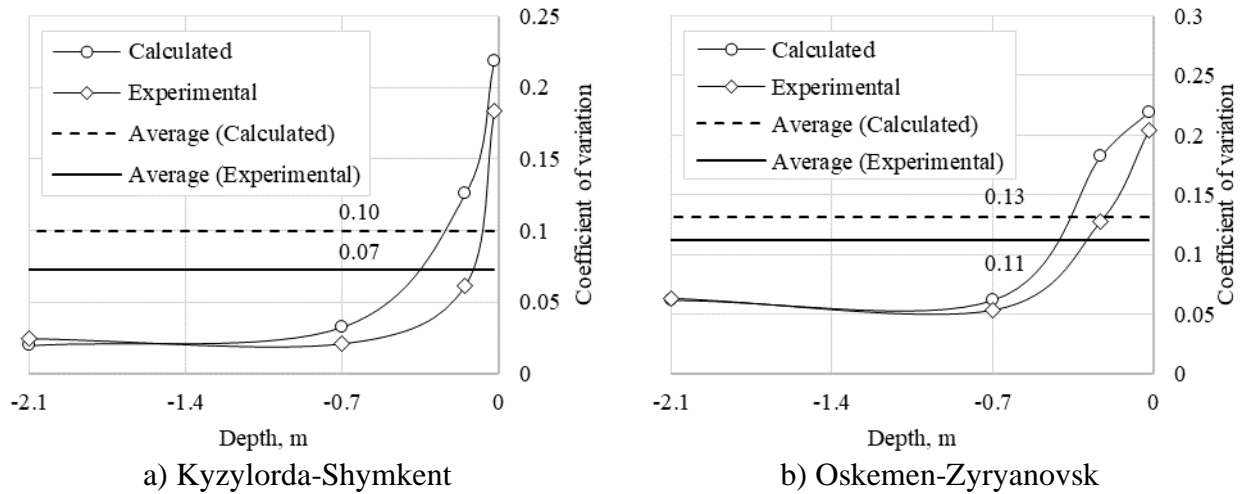 Calculated
Experimental
Average (Calculated)
Average (Experimental)
0.10
0.07
0.25
0.2
0.15
0.1
0.05
0
Coefficient of variation
-2.1 -1.4 -0.7 0
Depth, m
a) Kyzylorda-Shymkent
Calculated
Experimental
Average (Calculated)
Average (Experimental)
0.13
0.11
0.3
0.25
0.2
0.15
0.1
0.05
0
Coefficient of variation
-2.1 -1.4 -0.7 0
Depth, m
b) Oskemen-Zyryanovsk